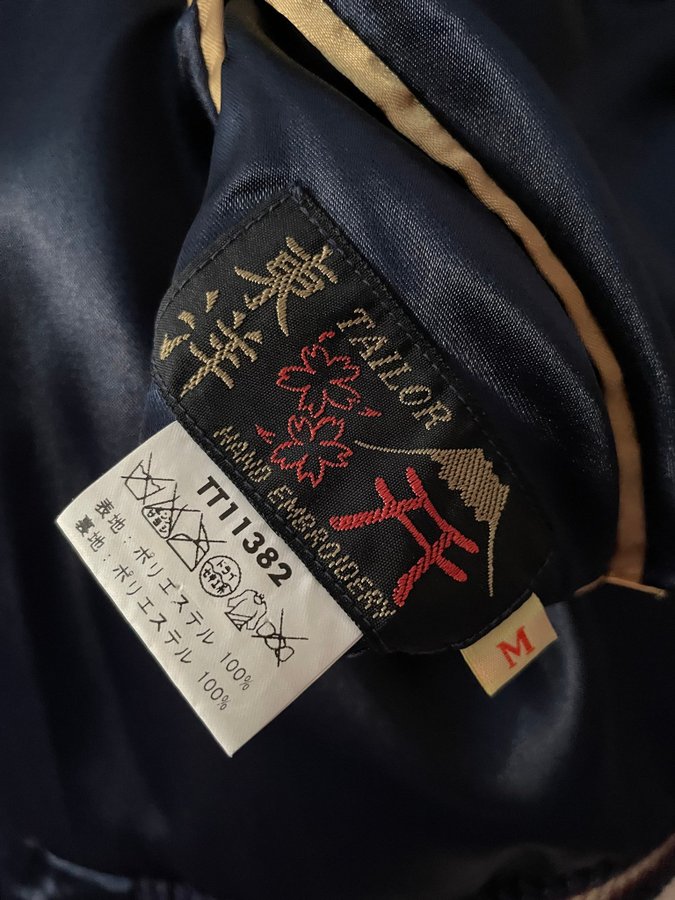 東洋
TAILOR
HAND EMBROIDERY
M
TT11382
表地：ポリエステル 100%
裏地：ポリエステル 100%